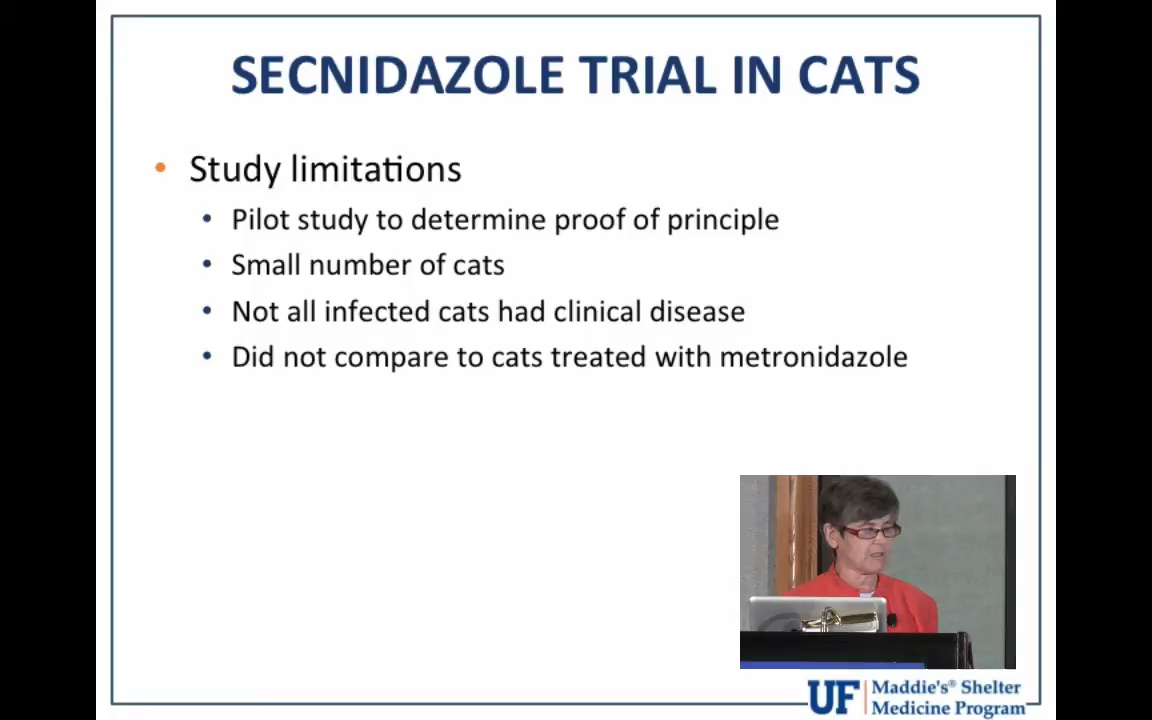 SECNIDAZOLE TRIAL IN CATS
• Study limitations
• Pilot study to determine proof of principle
• Small number of cats
• Not all infected cats had clinical disease
• Did not compare to cats treated with metronidazole
UF Maddie's® Shelter
Medicine Program